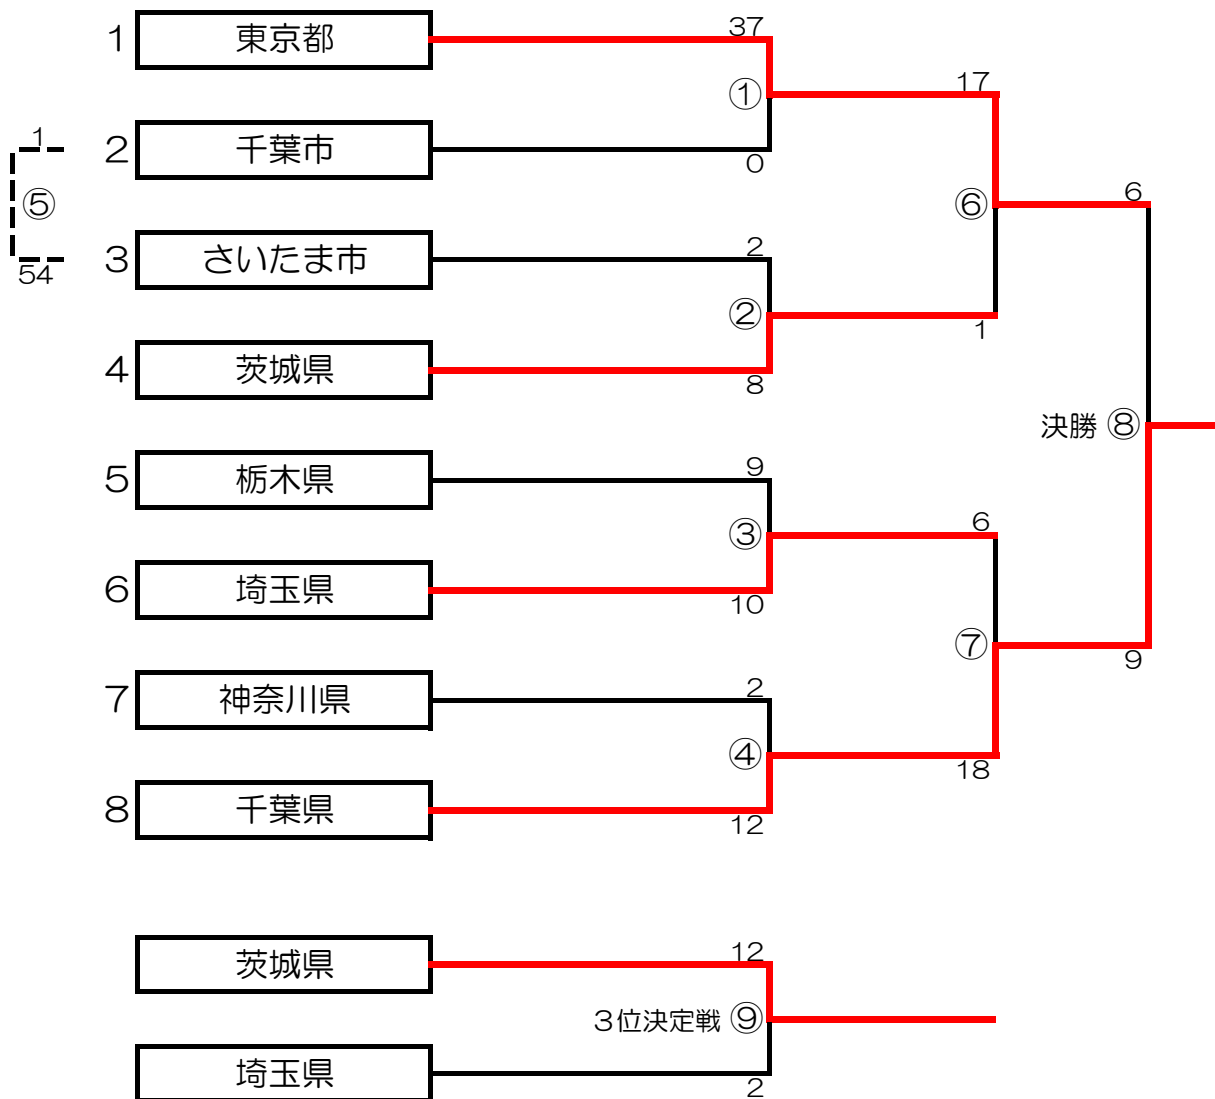 1 東京都 37
① 17
1 2 千葉市 0
⑤ ⑥ 6
54 3 さいたま市 2
② 1
4 茨城県 8
決勝 ⑧
5 栃木県 9
③ 6
6 埼玉県 10
⑦ 9
7 神奈川県 2
④ 18
8 千葉県 12
茨城県 12
3位決定戦 ⑨
埼玉県 2